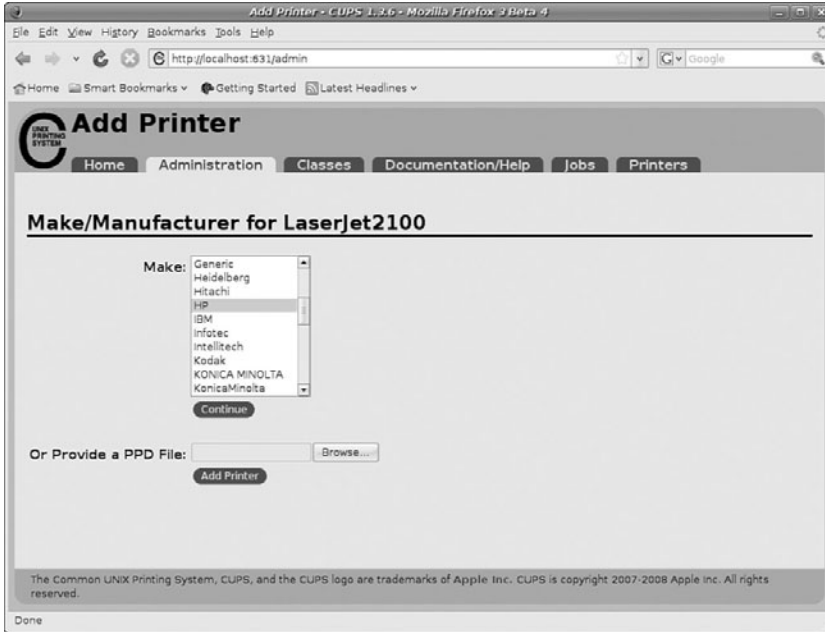 Add Printer - CUPS 1.3.6 - Mozilla Firefox 3 Beta 4
File Edit View History Bookmarks Tools Help
http://localhost:631/admin
Google
Home Smart Bookmarks Getting Started Latest Headlines
UNIX PRINTING SYSTEM
Add Printer
Home Administration Classes Documentation/Help Jobs Printers
Make/Manufacturer for LaserJet2100
Make:
Generic
Heidelberg
Hitachi
HP
IBM
Infotec
Intellitech
Kodak
KONICA MINOLTA
KonicaMinolta
Continue
Or Provide a PPD File: Browse...
Add Printer
The Common UNIX Printing System, CUPS, and the CUPS logo are trademarks of Apple Inc. CUPS is copyright 2007-2008 Apple Inc. All rights
reserved.
Done